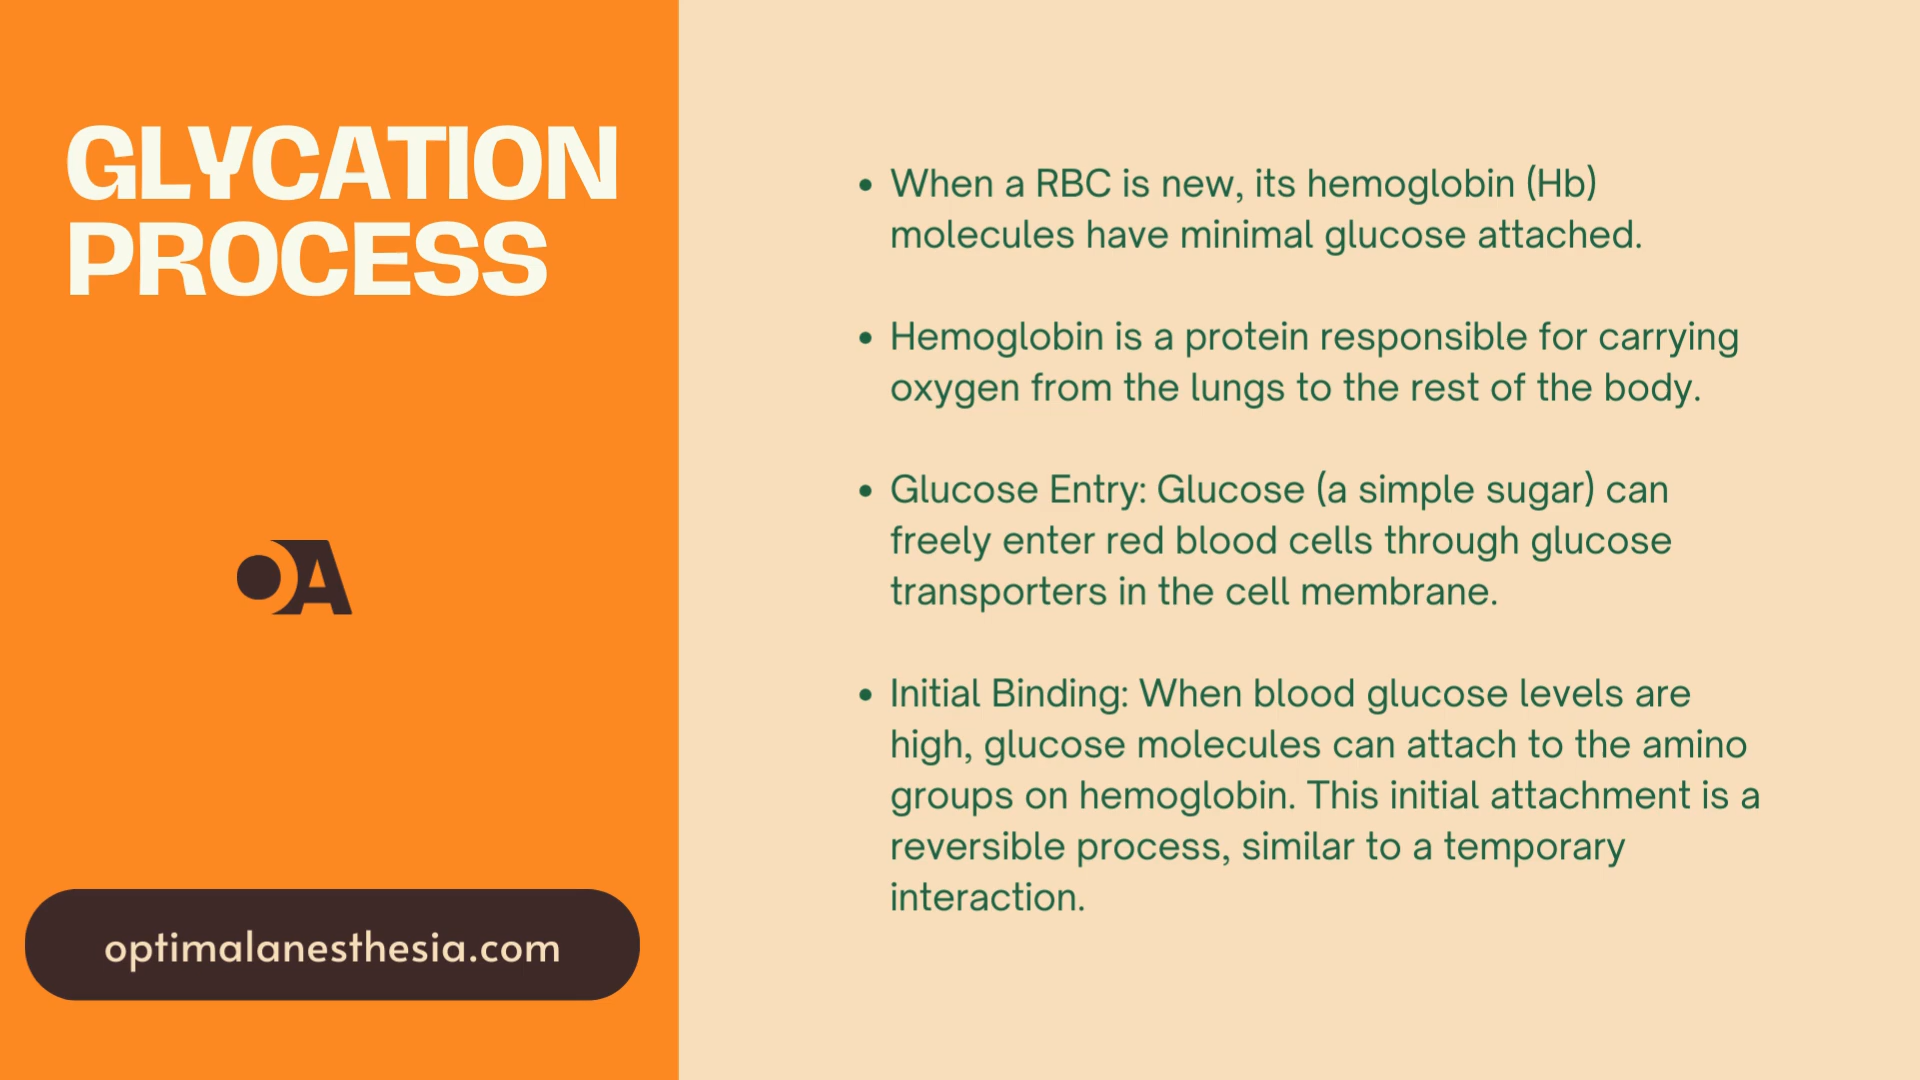 GLYCATION
PROCESS
OA
optimalanesthesia.com
• When a RBC is new, its hemoglobin (Hb)
molecules have minimal glucose attached.
• Hemoglobin is a protein responsible for carrying
oxygen from the lungs to the rest of the body.
• Glucose Entry: Glucose (a simple sugar) can
freely enter red blood cells through glucose
transporters in the cell membrane.
• Initial Binding: When blood glucose levels are
high, glucose molecules can attach to the amino
groups on hemoglobin. This initial attachment is a
reversible process, similar to a temporary
interaction.